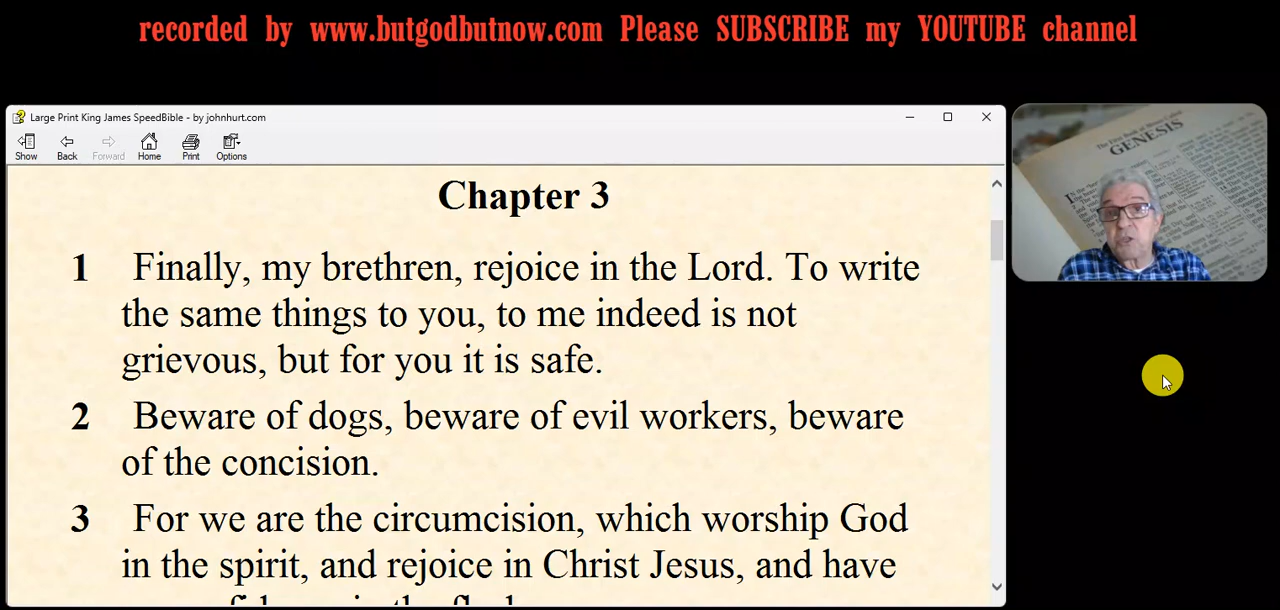 recorded by www.butgodbutnow.com Please SUBSCRIBE my YOUTUBE channel
Large Print King James SpeedBible - by johnhurt.com
Show Back Forward Home Print Options
Chapter 3
1 Finally, my brethren, rejoice in the Lord. To write
the same things to you, to me indeed is not
grievous, but for you it is safe.
2 Beware of dogs, beware of evil workers, beware
of the concision.
3 For we are the circumcision, which worship God
in the spirit, and rejoice in Christ Jesus, and have
GENESIS